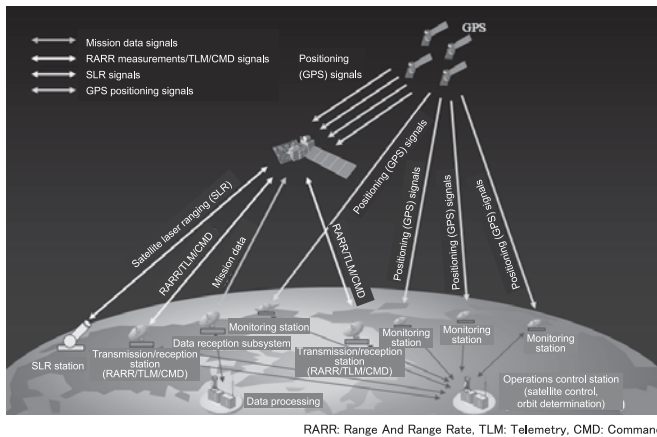 GPS
Mission data signals
RARR measurements/TLM/CMD signals
SLR signals
GPS positioning signals
Positioning
(GPS) signals
Satellite laser ranging (SLR)
RARR/TLM/CMD
Mission data
Positioning (GPS) signals
RARR/TLM/CMD
Positioning (GPS) signals
Positioning (GPS) signals
Positioning (GPS) signals
SLR station
Transmission/reception
station
(RARR/TLM/CMD)
Data reception subsystem
Monitoring station
Transmission/reception
station
(RARR/TLM/CMD)
Monitoring
station
Monitoring
station
Monitoring
station
Data processing
Operations control station
(satellite control,
orbit determination)
RARR: Range And Range Rate, TLM: Telemetry, CMD: Command